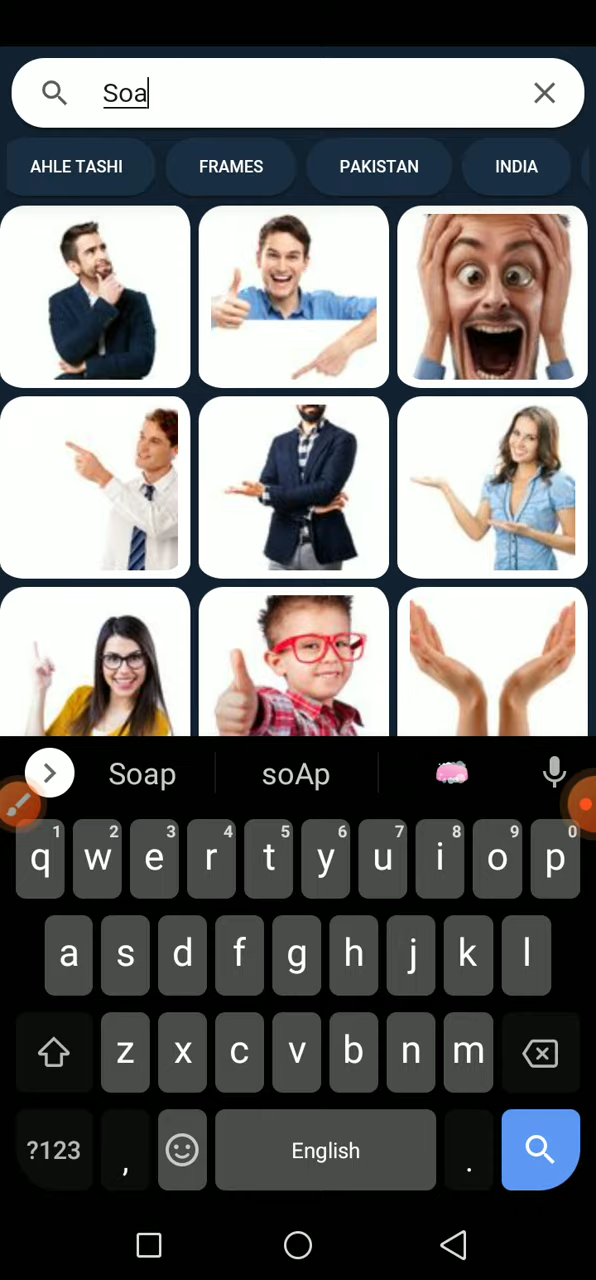 Soa
AHLE TASHI FRAMES PAKISTAN INDIA
Soap soAp
1 2 3 4 5 6 7 8 9 0
q w e r t y u i o p
a s d f g h j k l
z x c v b n m
?123 , English .